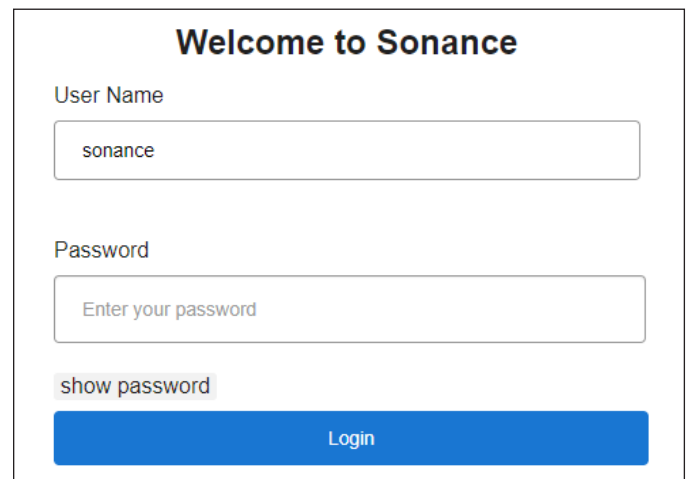 Welcome to Sonance
User Name
sonance
Password
Enter your password
show password
Login